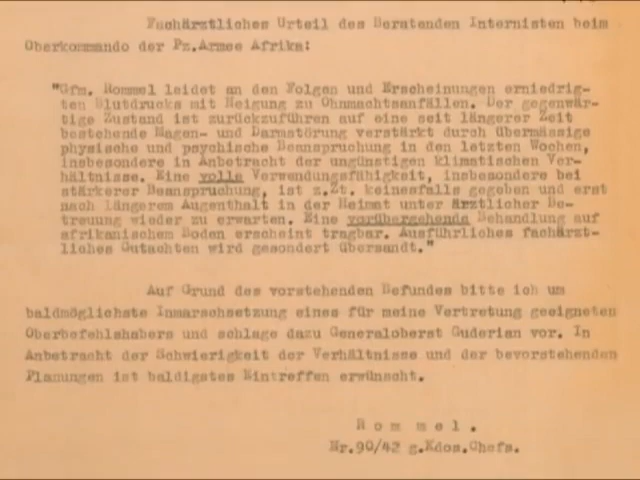 Fachärztliches Urteil des Beratenden Internisten beim
Oberkommando der Pz.Armee Afrika:
"Gfm. Rommel leidet an den Folgen und Erscheinungen erniedrig-
ten Blutdrucks mit Neigung zu Ohnmachtsanfällen. Der gegenwär-
tige Zustand ist zurückzuführen auf eine seit längerer Zeit
bestehende Magen- und Darmstörung verstärkt durch übermässige
physische und psychische Beanspruchung in den letzten Wochen,
insbesondere in Anbetracht der ungünstigen klimatischen Ver-
hältnisse. Eine volle Verwendungsfähigkeit, insbesondere bei
stärkerer Beanspruchung, ist z.Zt. keinesfalls gegeben und erst
nach längerem Augenthalt in der Heimat unter ärztlicher Be-
treuung wieder zu erwarten. Eine vorübergehende Behandlung auf
afrikanischem Boden erscheint tragbar. Ausführliches fachärzt-
liches Gutachten wird gesondert übersandt."
Auf Grund des vorstehenden Befundes bitte ich um
baldmöglichste Inmarschsetzung eines für meine Vertretung geeigneten
Oberbefehlshabers und schlage dazu Generaloberst Guderian vor. In
Anbetracht der Schwierigkeit der Verhältnisse und der bevorstehenden
Planungen ist baldigstes Eintreffen erwünscht.
R o m m e l .
Nr.90/42 g.Kdos.Chefs.